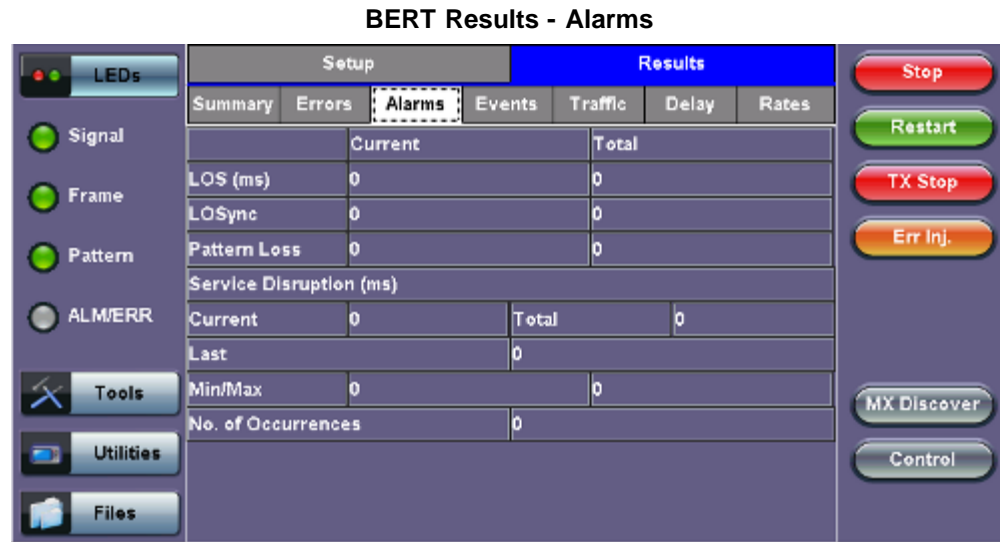 BERT Results - Alarms
LEDs
Setup Results
Stop
Summary Errors Alarms Events Traffic Delay Rates
Signal
Restart
Current Total
LOS (ms) 0 0
TX Stop
Frame
LOSync 0 0
Err Inj.
Pattern
Pattern Loss 0 0
Service Disruption (ms)
ALM/ERR
Current 0 Total 0
Last 0
Tools
Min/Max 0 0
MX Discover
No. of Occurrences 0
Utilities
Control
Files